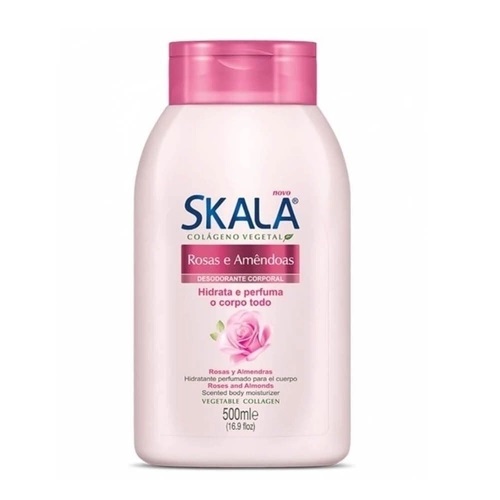 novo
SKALA®
COLÁGENO VEGETAL
Rosas e Amêndoas
DESODORANTE CORPORAL
Hidrata e perfuma
o corpo todo
Rosas y Almendras
Hidratante perfumado para el cuerpo
Roses and Almonds
Scented body moisturizer
VEGETABLE COLLAGEN
500ml℮
(16.9 floz)